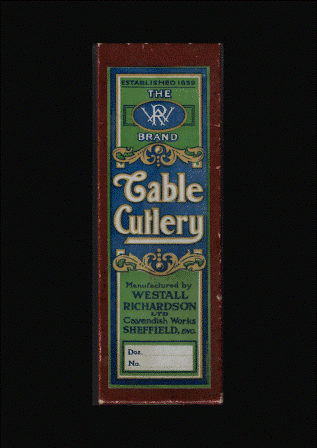 ESTABLISHED 1859
THE
WR
BRAND
Table
Cutlery
Manufactured by
WESTALL
RICHARDSON
LTD
Cavendish Works
SHEFFIELD. ENG.
Doz.
No.